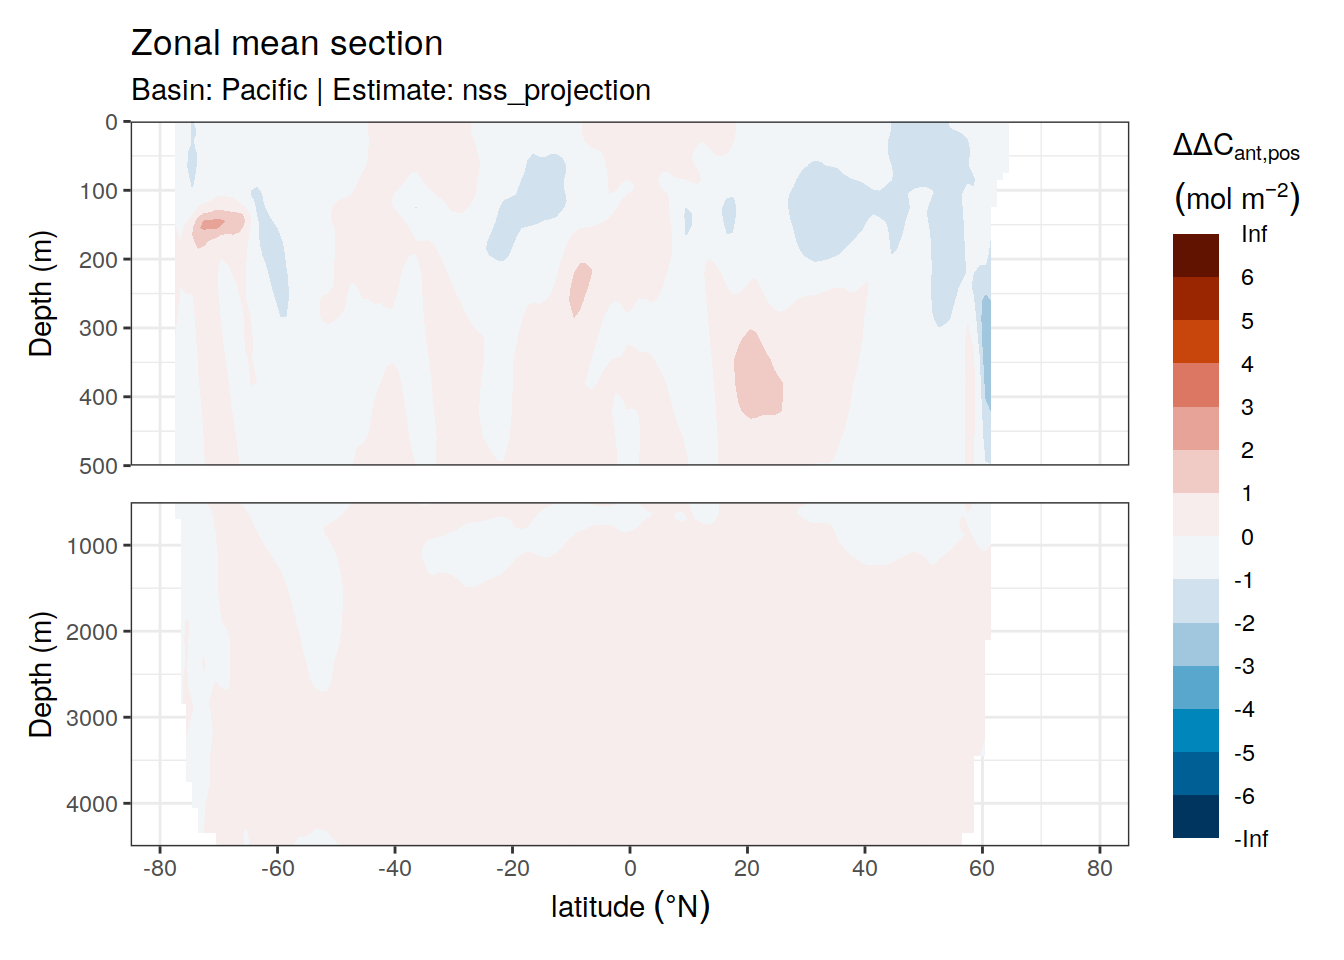 Zonal mean section
Basin: Pacific | Estimate: nss_projection
0
100
200
300
400
500
Depth (m)
1000
2000
3000
4000
Depth (m)
-80 -60 -40 -20 0 20 40 60 80
latitude (°N)
ΔΔC_ant,pos
(mol m⁻²)
Inf
6
5
4
3
2
1
0
-1
-2
-3
-4
-5
-6
-Inf